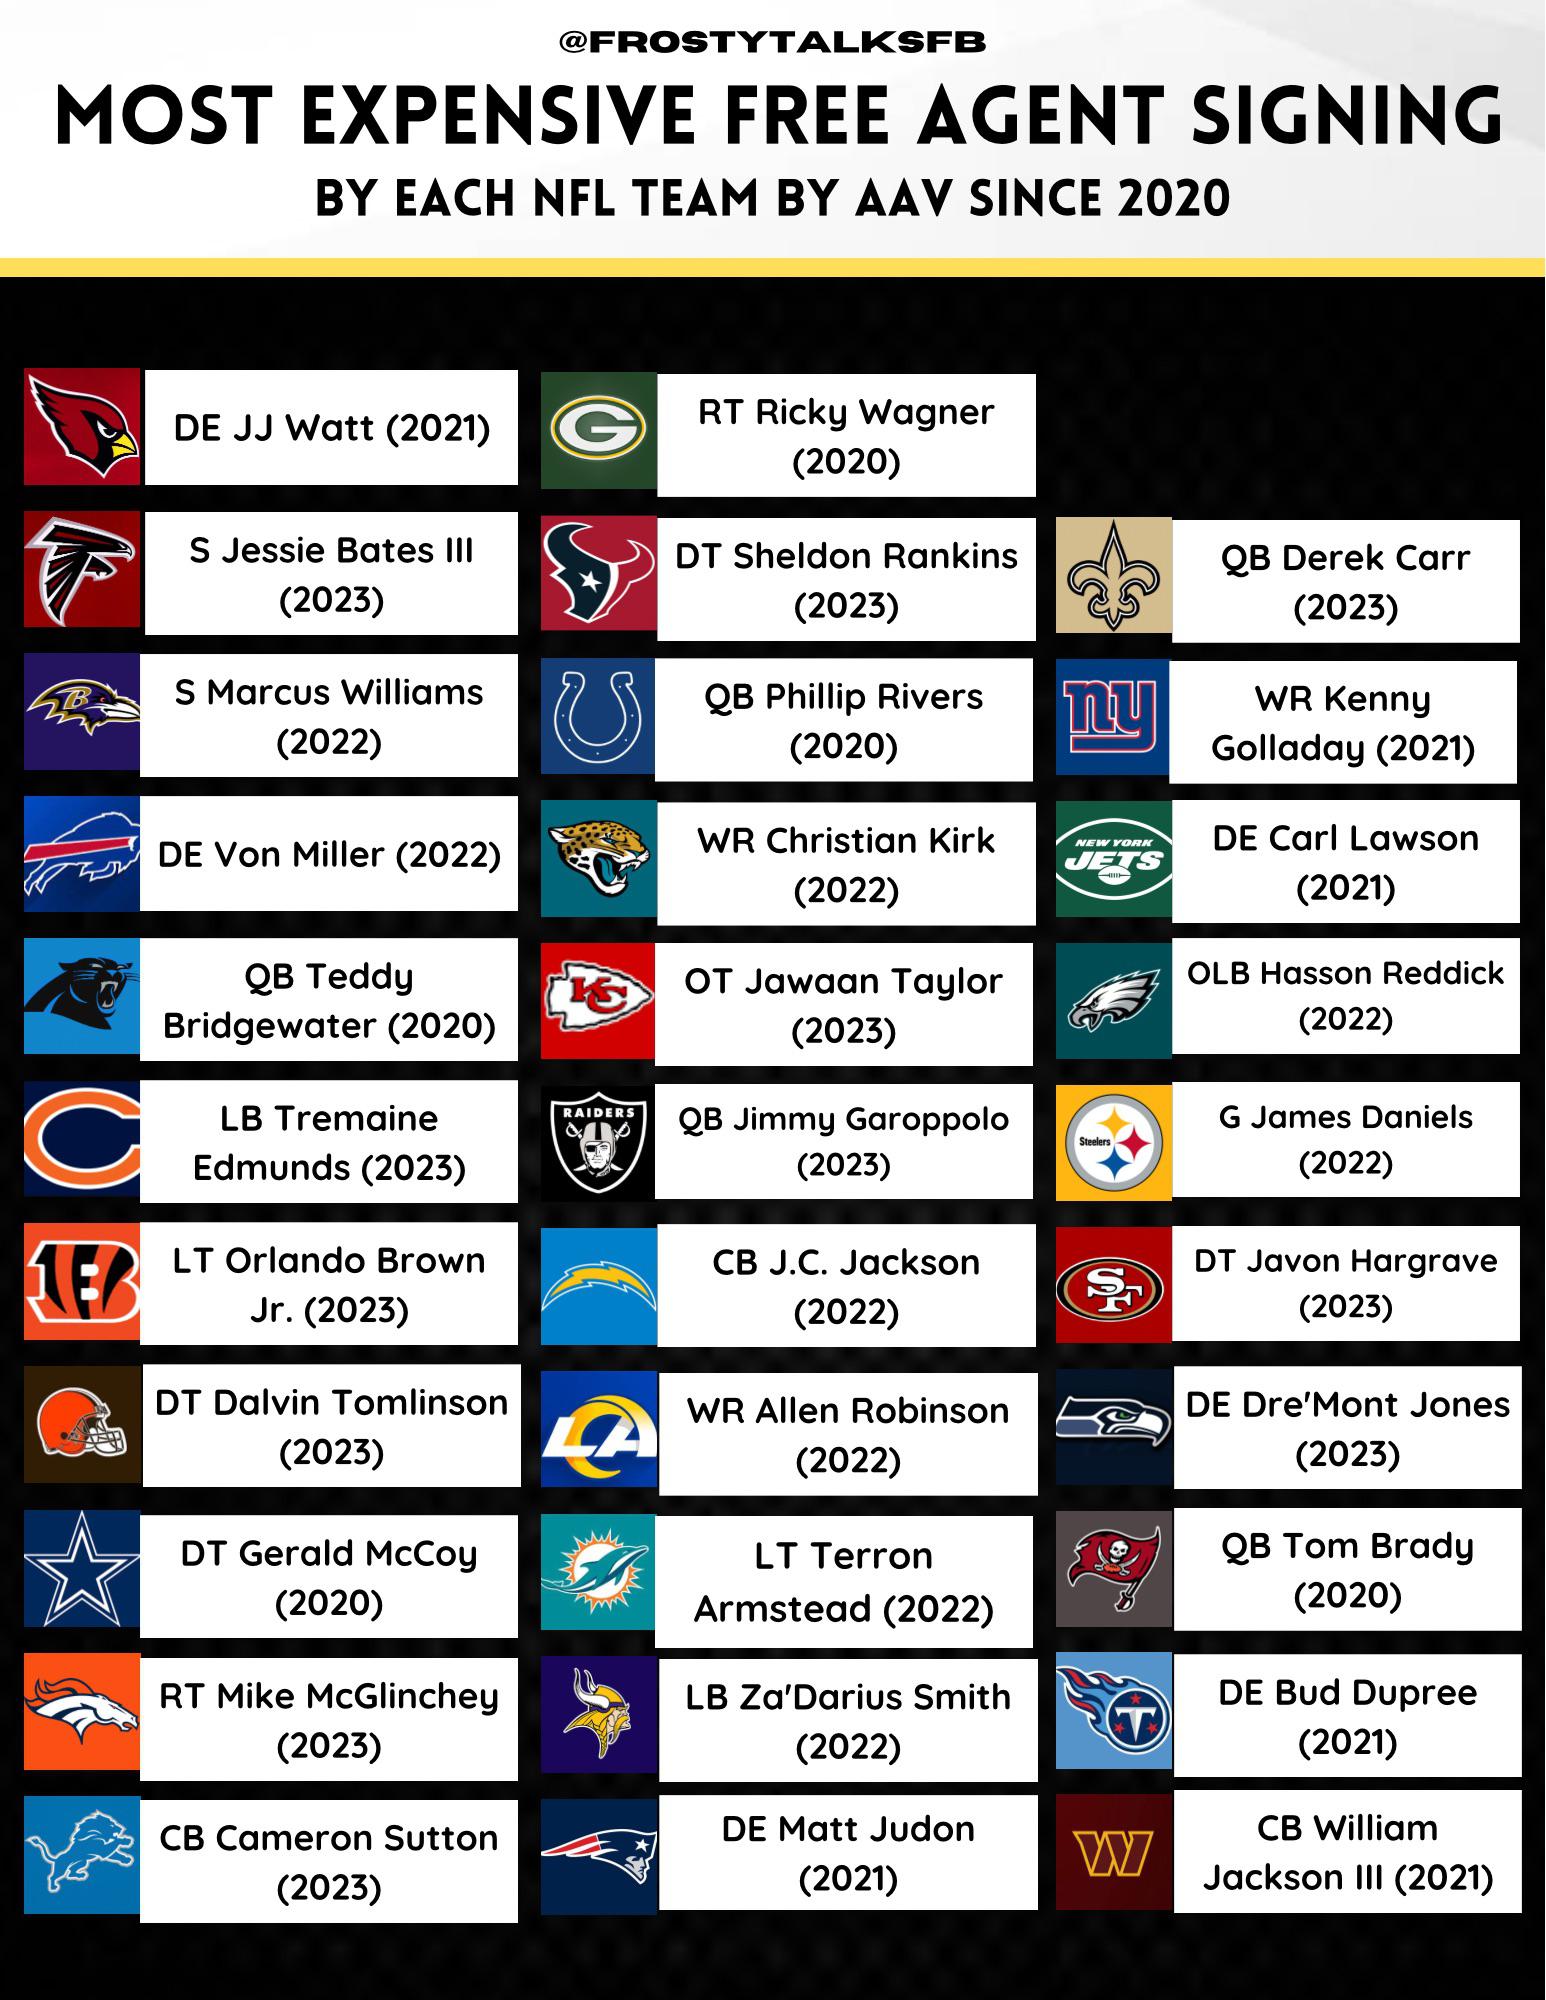 @FROSTYTALKSFB
MOST EXPENSIVE FREE AGENT SIGNING
BY EACH NFL TEAM BY AAV SINCE 2020
DE JJ Watt (2021)
S Jessie Bates III
(2023)
S Marcus Williams
(2022)
DE Von Miller (2022)
QB Teddy
Bridgewater (2020)
LB Tremaine
Edmunds (2023)
LT Orlando Brown
Jr. (2023)
DT Dalvin Tomlinson
(2023)
DT Gerald McCoy
(2020)
RT Mike McGlinchey
(2023)
CB Cameron Sutton
(2023)
G
RT Ricky Wagner
(2020)
DT Sheldon Rankins
(2023)
QB Phillip Rivers
(2020)
WR Christian Kirk
(2022)
KC
OT Jawaan Taylor
(2023)
RAIDERS
QB Jimmy Garoppolo
(2023)
CB J.C. Jackson
(2022)
LA
WR Allen Robinson
(2022)
LT Terron
Armstead (2022)
LB Za'Darius Smith
(2022)
DE Matt Judon
(2021)
QB Derek Carr
(2023)
ny
WR Kenny
Golladay (2021)
NEW YORK
JETS
DE Carl Lawson
(2021)
OLB Hasson Reddick
(2022)
Steelers
G James Daniels
(2022)
SF
DT Javon Hargrave
(2023)
DE Dre'Mont Jones
(2023)
QB Tom Brady
(2020)
T
DE Bud Dupree
(2021)
W
CB William
Jackson III (2021)